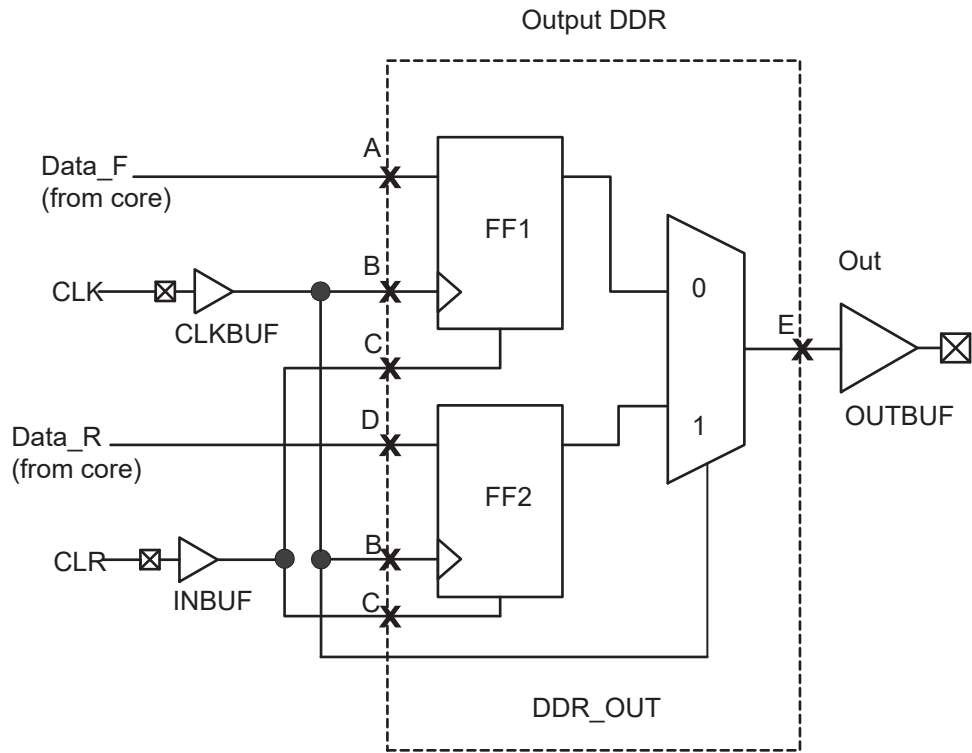 Output DDR
A
Data_F
(from core)
FF1
B
Out
CLK
0
CLKBUF
E
C
OUTBUF
D
Data_R
(from core)
1
FF2
B
CLR
C
INBUF
DDR_OUT